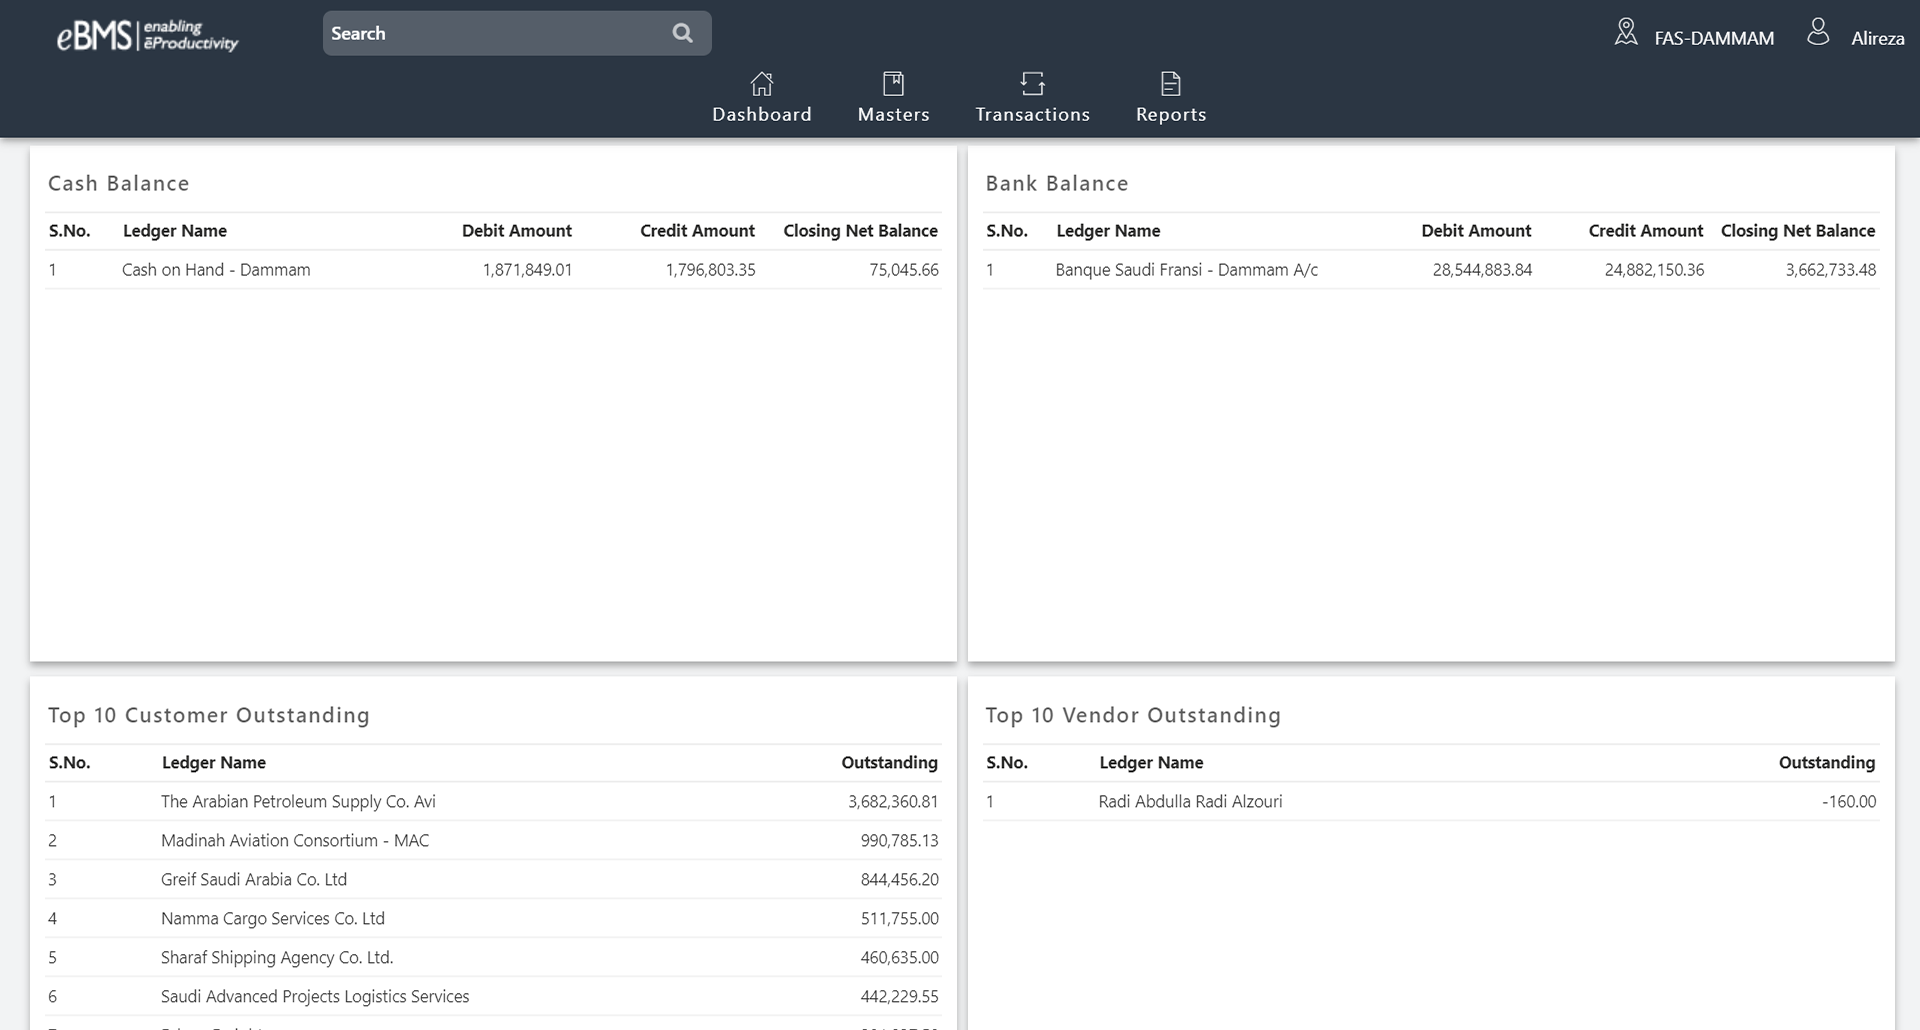 eBMS enabling ēProductivity
Search
FAS-DAMMAM
Alireza
Dashboard Masters Transactions Reports
Cash Balance
S.No. Ledger Name Debit Amount Credit Amount Closing Net Balance
1 Cash on Hand - Dammam 1,871,849.01 1,796,803.35 75,045.66
Bank Balance
S.No. Ledger Name Debit Amount Credit Amount Closing Net Balance
1 Banque Saudi Fransi - Dammam A/c 28,544,883.84 24,882,150.36 3,662,733.48
Top 10 Customer Outstanding
S.No. Ledger Name Outstanding
1 The Arabian Petroleum Supply Co. Avi 3,682,360.81
2 Madinah Aviation Consortium - MAC 990,785.13
3 Greif Saudi Arabia Co. Ltd 844,456.20
4 Namma Cargo Services Co. Ltd 511,755.00
5 Sharaf Shipping Agency Co. Ltd. 460,635.00
6 Saudi Advanced Projects Logistics Services 442,229.55
Top 10 Vendor Outstanding
S.No. Ledger Name Outstanding
1 Radi Abdulla Radi Alzouri -160.00